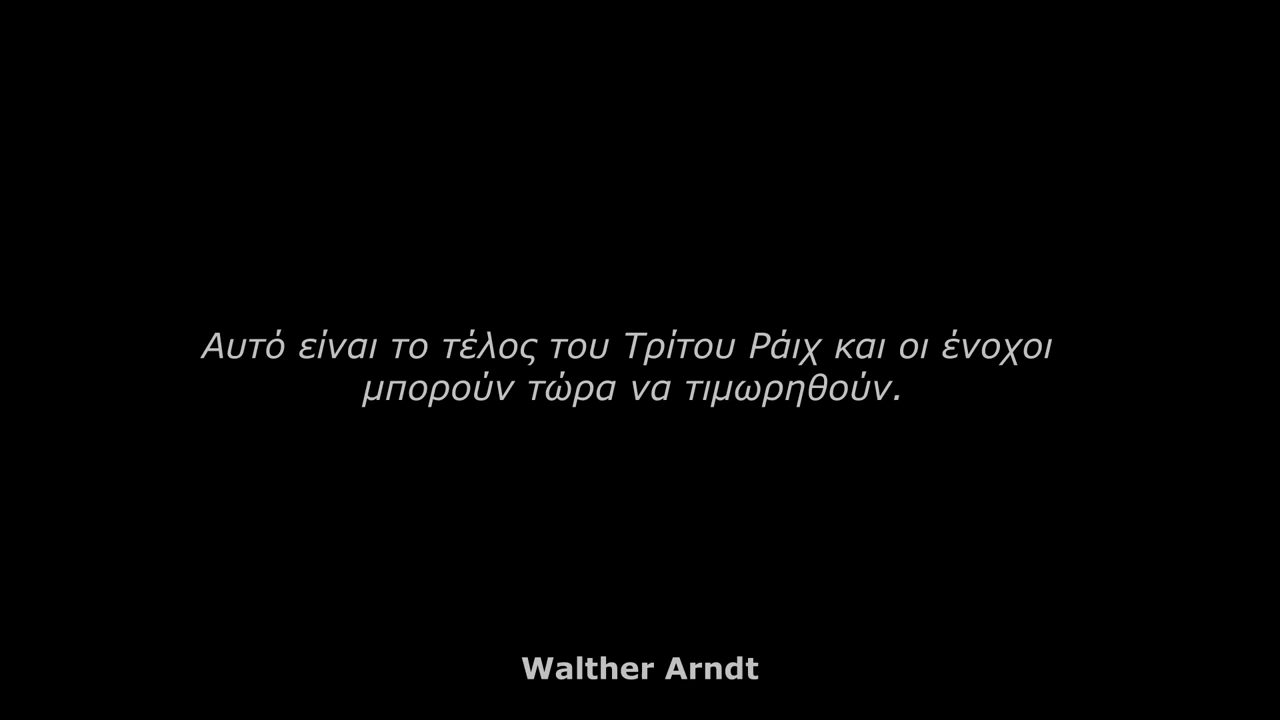 Αυτό είναι το τέλος του Τρίτου Ράιχ και οι ένοχοι
μπορούν τώρα να τιμωρηθούν.
Walther Arndt